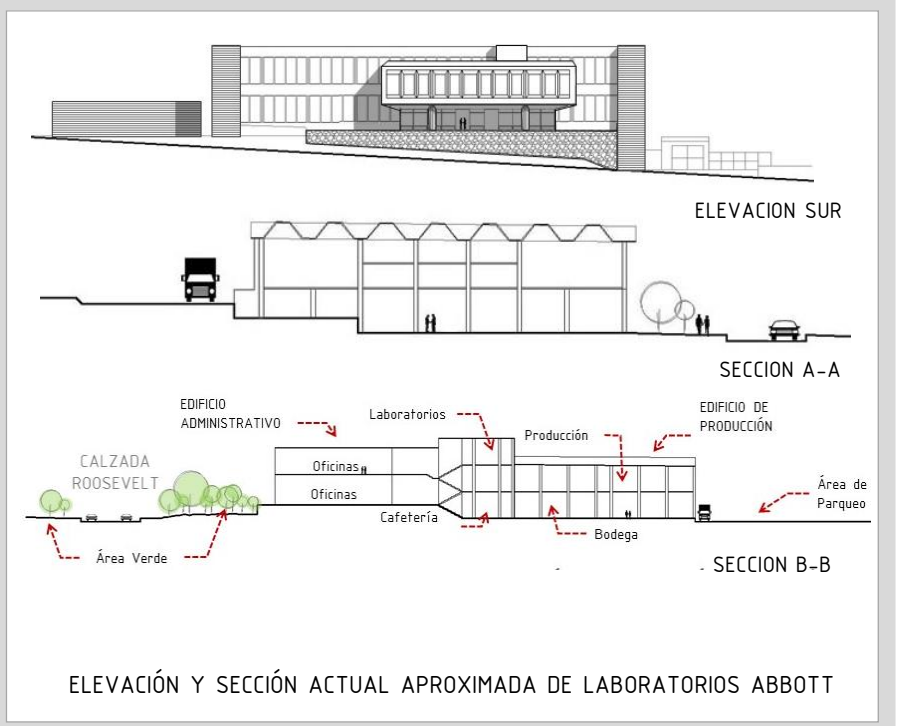 ELEVACION SUR
SECCION A-A
EDIFICIO
ADMINISTRATIVO
Laboratorios
EDIFICIO DE
PRODUCCIÓN
Producción
CALZADA
ROOSEVELT
Oficinas
Oficinas
Área de
Parqueo
Cafetería
Bodega
Área Verde
SECCION B-B
ELEVACIÓN Y SECCIÓN ACTUAL APROXIMADA DE LABORATORIOS ABBOTT